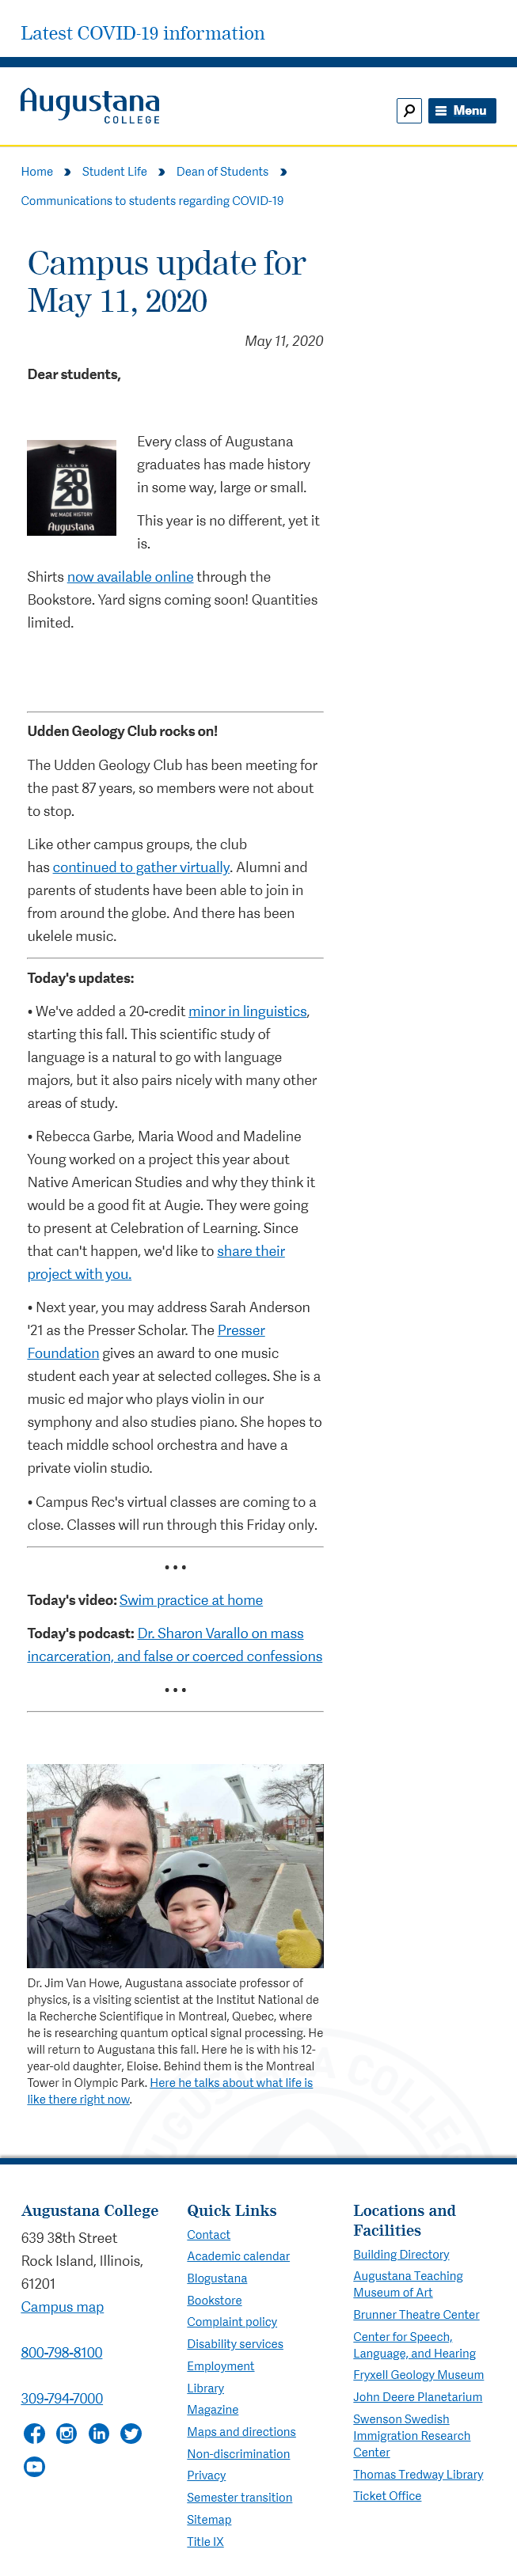 Latest COVID-19 information
Augustana
COLLEGE
Menu
Home
Student Life
Dean of Students
Communications to students regarding COVID-19
Campus update for
May 11, 2020
May 11, 2020
Dear students,
CLASS OF
2020
WE MADE HISTORY
Augustana
Every class of Augustana
graduates has made history
in some way, large or small.
This year is no different, yet it
is.
Shirts now available online through the
Bookstore. Yard signs coming soon! Quantities
limited.
Udden Geology Club rocks on!
The Udden Geology Club has been meeting for
the past 87 years, so members were not about
to stop.
Like other campus groups, the club
has continued to gather virtually. Alumni and
parents of students have been able to join in
from around the globe. And there has been
ukelele music.
Today's updates:
• We've added a 20-credit minor in linguistics,
starting this fall. This scientific study of
language is a natural to go with language
majors, but it also pairs nicely with many other
areas of study.
• Rebecca Garbe, Maria Wood and Madeline
Young worked on a project this year about
Native American Studies and why they think it
would be a good fit at Augie. They were going
to present at Celebration of Learning. Since
that can't happen, we'd like to share their
project with you.
• Next year, you may address Sarah Anderson
'21 as the Presser Scholar. The Presser
Foundation gives an award to one music
student each year at selected colleges. She is a
music ed major who plays violin in our
symphony and also studies piano. She hopes to
teach middle school orchestra and have a
private violin studio.
• Campus Rec's virtual classes are coming to a
close. Classes will run through this Friday only.
• • •
Today's video: Swim practice at home
Today's podcast: Dr. Sharon Varallo on mass
incarceration, and false or coerced confessions
• • •
Dr. Jim Van Howe, Augustana associate professor of
physics, is a visiting scientist at the Institut National de
la Recherche Scientifique in Montreal, Quebec, where
he is researching quantum optical signal processing. He
will return to Augustana this fall. Here he is with his 12-
year-old daughter, Eloise. Behind them is the Montreal
Tower in Olympic Park. Here he talks about what life is
like there right now.
Augustana College
639 38th Street
Rock Island, Illinois,
61201
Campus map
800-798-8100
309-794-7000
Quick Links
Contact
Academic calendar
Blogustana
Bookstore
Complaint policy
Disability services
Employment
Library
Magazine
Maps and directions
Non-discrimination
Privacy
Semester transition
Sitemap
Title IX
Locations and
Facilities
Building Directory
Augustana Teaching
Museum of Art
Brunner Theatre Center
Center for Speech,
Language, and Hearing
Fryxell Geology Museum
John Deere Planetarium
Swenson Swedish
Immigration Research
Center
Thomas Tredway Library
Ticket Office